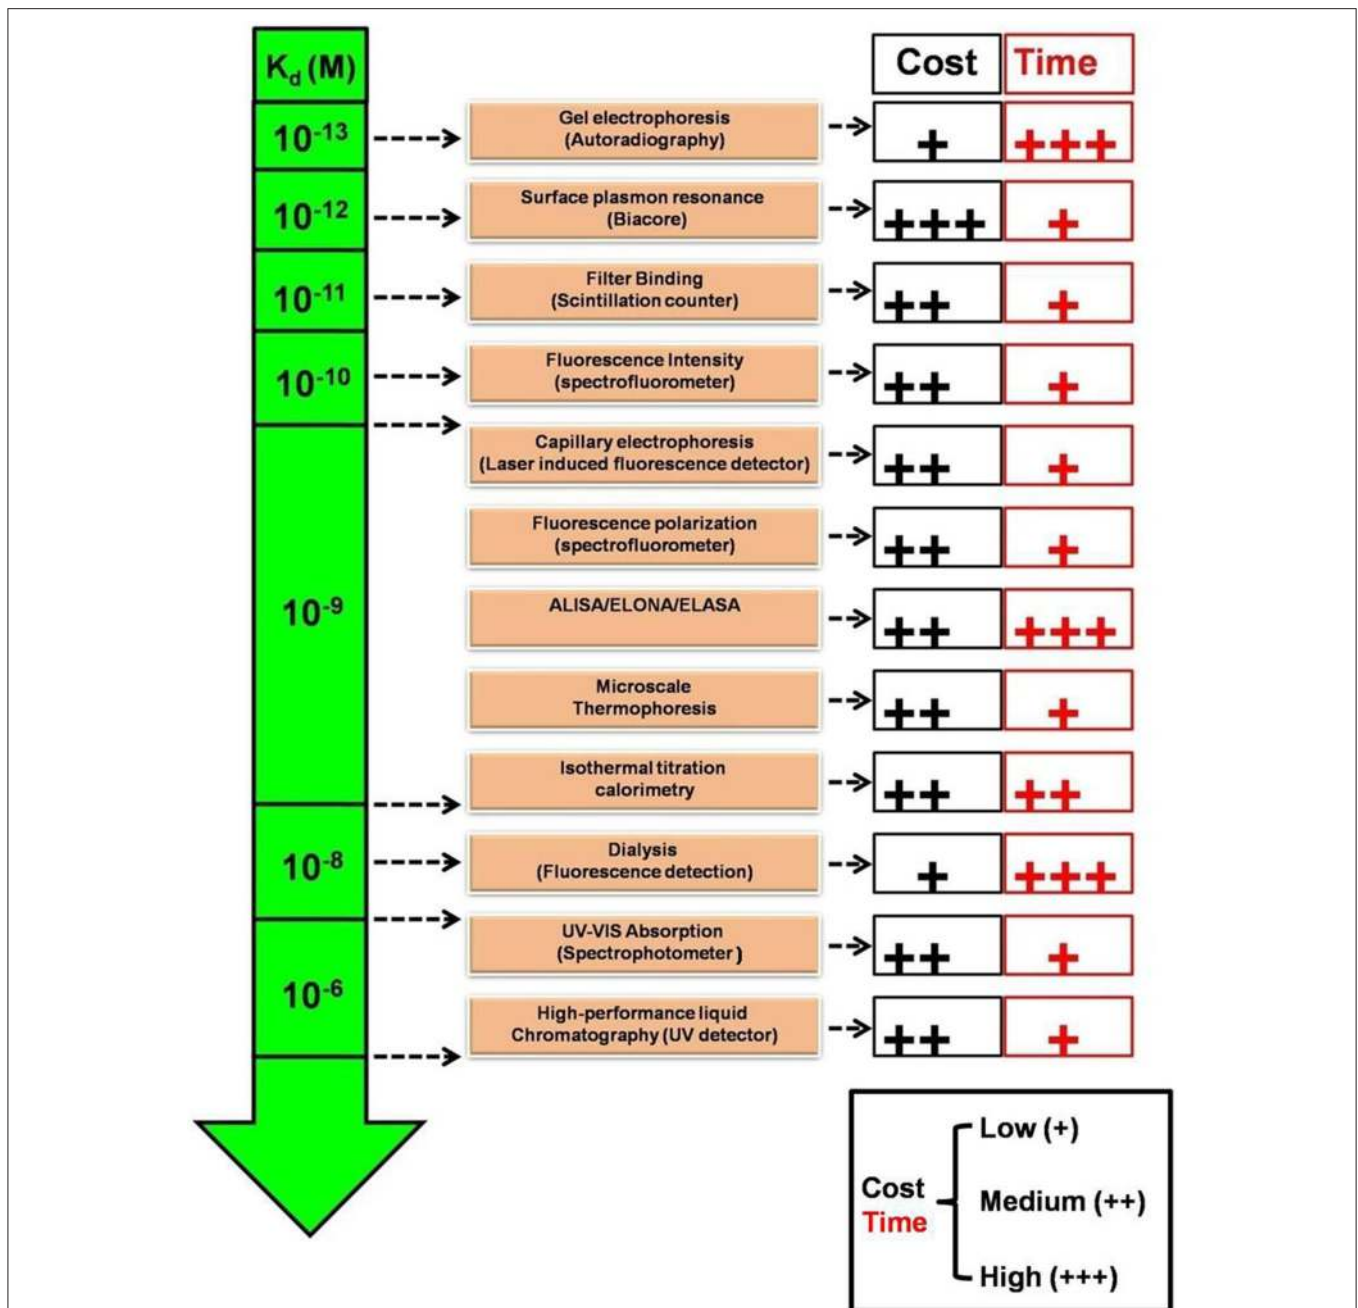 K_d (M)
Cost
Time
10^-13
Gel electrophoresis
(Autoradiography)
+
+++
10^-12
Surface plasmon resonance
(Biacore)
+++
+
10^-11
Filter Binding
(Scintillation counter)
++
+
10^-10
Fluorescence Intensity
(spectrofluorometer)
++
+
10^-9
Capillary electrophoresis
(Laser induced fluorescence detector)
++
+
Fluorescence polarization
(spectrofluorometer)
++
+
ALISA/ELONA/ELASA
++
+++
Microscale
Thermophoresis
++
+
Isothermal titration
calorimetry
++
++
10^-8
Dialysis
(Fluorescence detection)
+
+++
10^-6
UV-VIS Absorption
(Spectrophotometer)
++
+
High-performance liquid
Chromatography (UV detector)
++
+
Cost
Time
Low (+)
Medium (++)
High (+++)